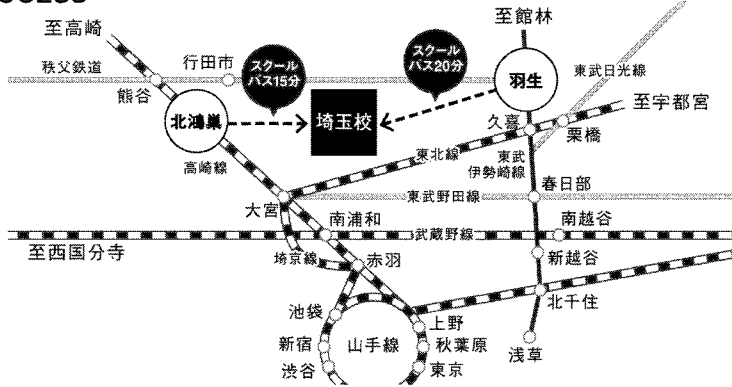 至高崎
至館林
行田市
スクール
バス15分
スクール
バス20分
秩父鉄道
羽生
東武日光線
熊谷
北鴻巣
埼玉校
至宇都宮
久喜
栗橋
高崎線
東北線
東武
伊勢崎線
春日部
大宮
東武野田線
南浦和
武蔵野線
南越谷
至西国分寺
埼京線
赤羽
新越谷
池袋
上野
北千住
新宿
山手線
秋葉原
浅草
渋谷
東京